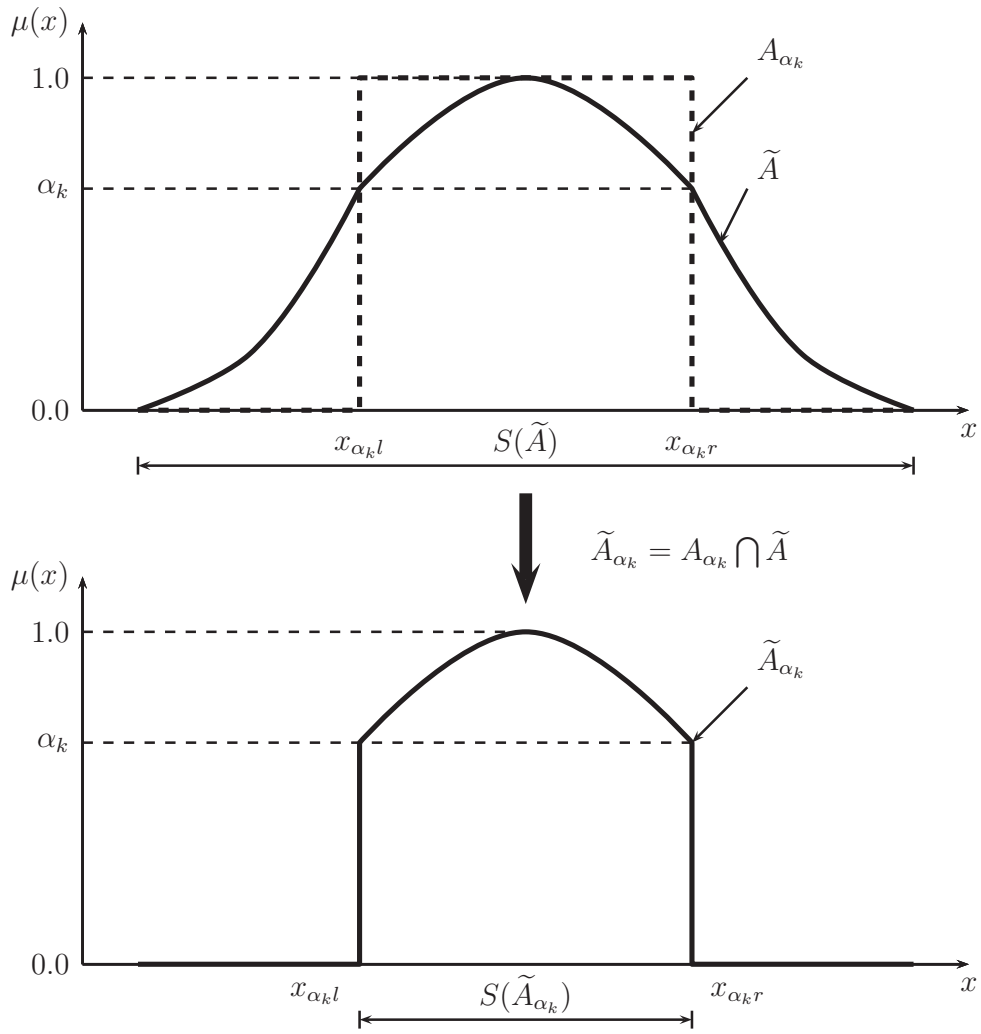 μ(x)
1.0
A_{α_k}
α_k
Ã
0.0
x_{α_k l}
S(Ã)
x_{α_k r}
x
Ã_{α_k} = A_{α_k} ⋂ Ã
μ(x)
1.0
Ã_{α_k}
α_k
0.0
x_{α_k l}
S(Ã_{α_k})
x_{α_k r}
x